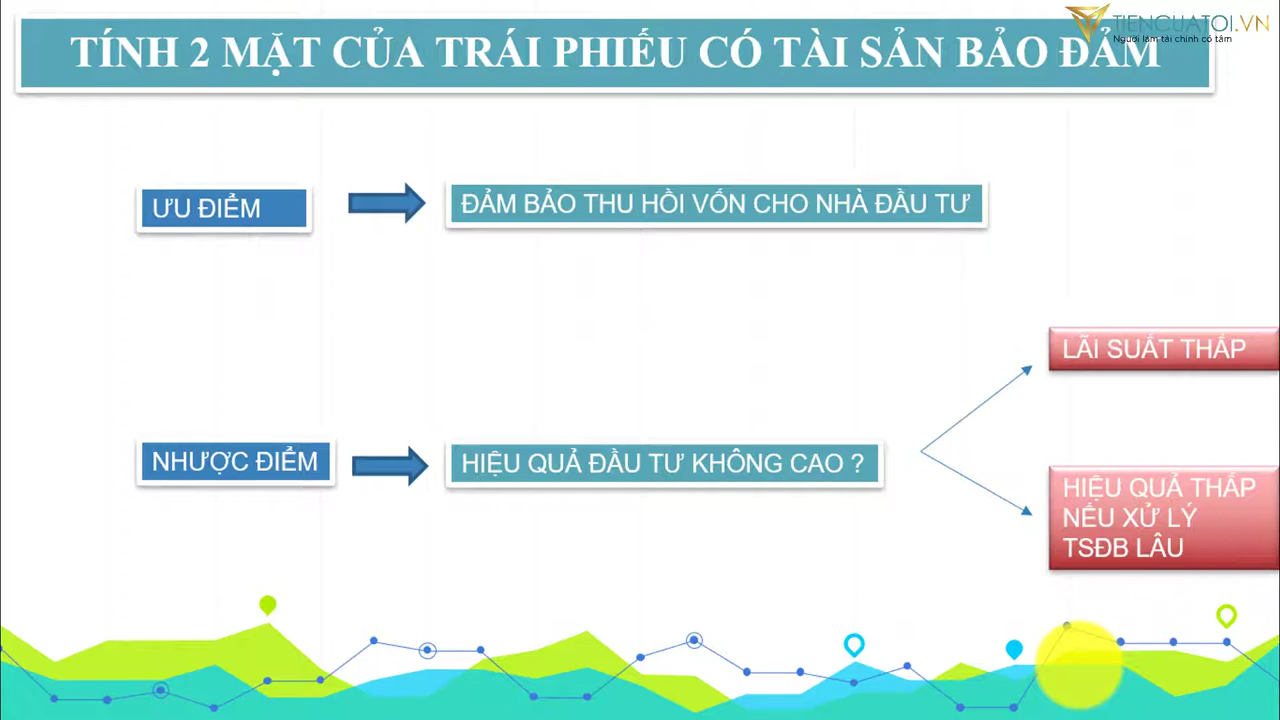 TIENCUATOI.VN
Người làm tài chính có tâm
TÍNH 2 MẶT CỦA TRÁI PHIẾU CÓ TÀI SẢN BẢO ĐẢM
ƯU ĐIỂM
ĐẢM BẢO THU HỒI VỐN CHO NHÀ ĐẦU TƯ
LÃI SUẤT THẤP
NHƯỢC ĐIỂM
HIỆU QUẢ ĐẦU TƯ KHÔNG CAO ?
HIỆU QUẢ THẤP
NẾU XỬ LÝ
TSĐB LÂU